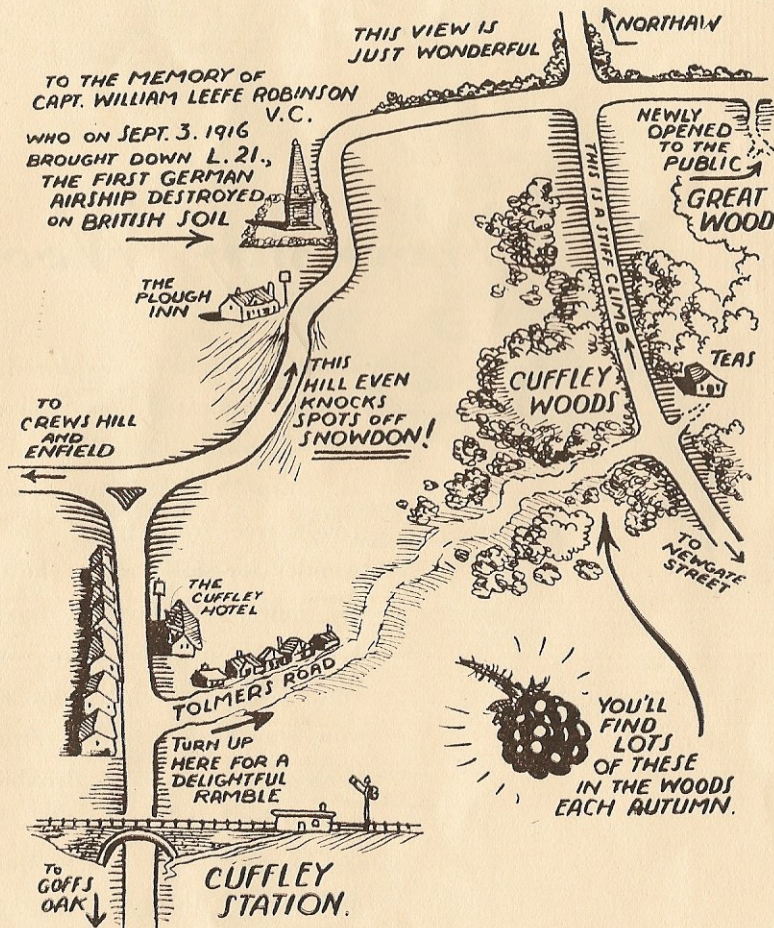 THIS VIEW IS
JUST WONDERFUL
NORTHAW
TO THE MEMORY OF
CAPT. WILLIAM LEEFE ROBINSON
V.C.
WHO ON SEPT. 3. 1916
BROUGHT DOWN L.21.,
THE FIRST GERMAN
AIRSHIP DESTROYED
ON BRITISH SOIL
NEWLY
OPENED
TO THE
PUBLIC
GREAT
WOOD
THIS IS A STIFF CLIMB
THE
PLOUGH
INN
TEAS
CUFFLEY
WOODS
THIS
HILL EVEN
KNOCKS
SPOTS OFF
SNOWDON!
TO
CREWS HILL
AND
ENFIELD
TO
NEWGATE
STREET
THE
CUFFLEY
HOTEL
TOLMERS ROAD
TURN UP
HERE FOR A
DELIGHTFUL
RAMBLE
YOU'LL
FIND
LOTS
OF THESE
IN THE WOODS
EACH AUTUMN.
TO
GOFFS
OAK
CUFFLEY
STATION.